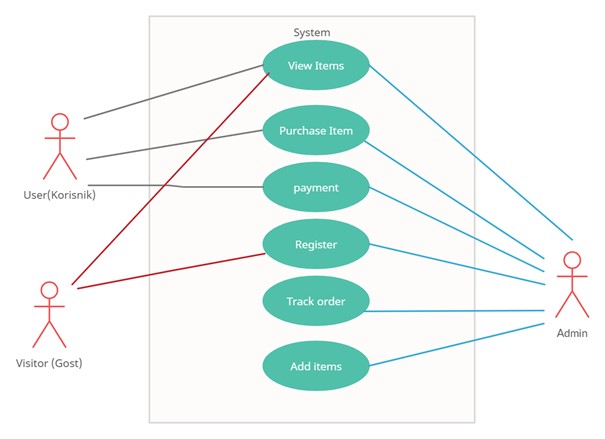 System
View Items
Purchase Item
User(Korisnik)
payment
Register
Track order
Admin
Visitor (Gost)
Add items